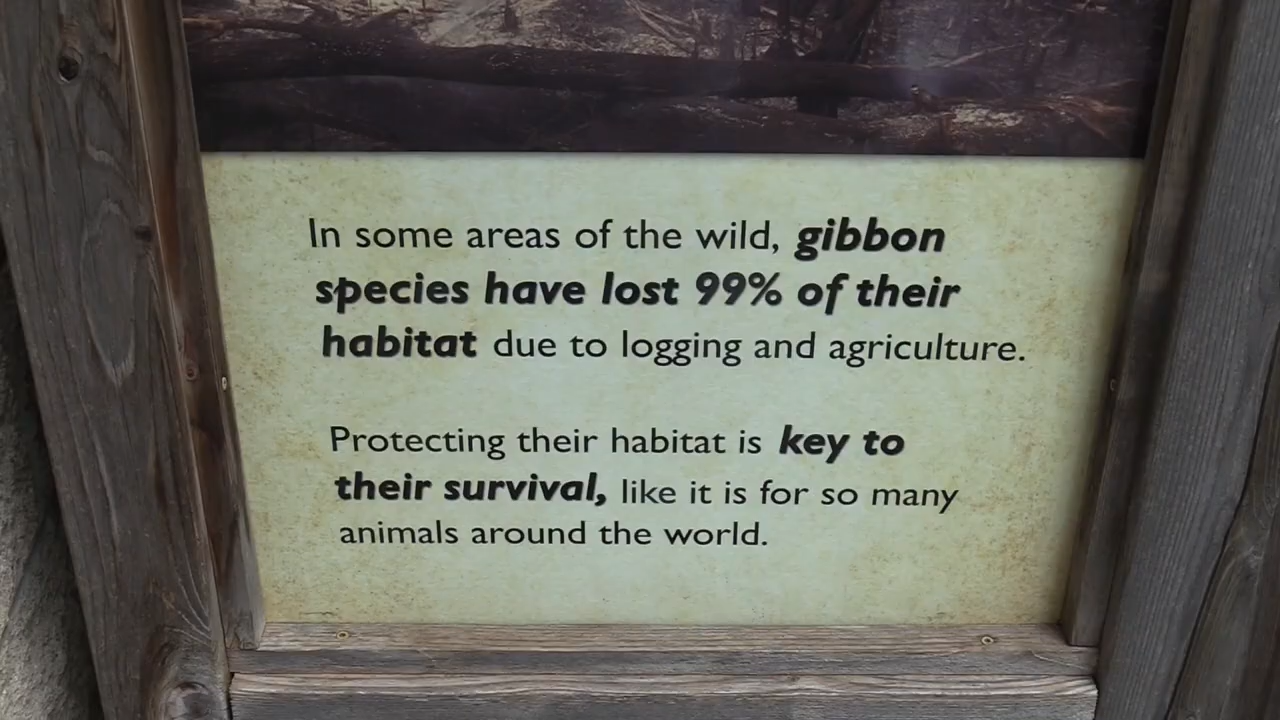 In some areas of the wild, gibbon
species have lost 99% of their
habitat due to logging and agriculture.
Protecting their habitat is key to
their survival, like it is for so many
animals around the world.